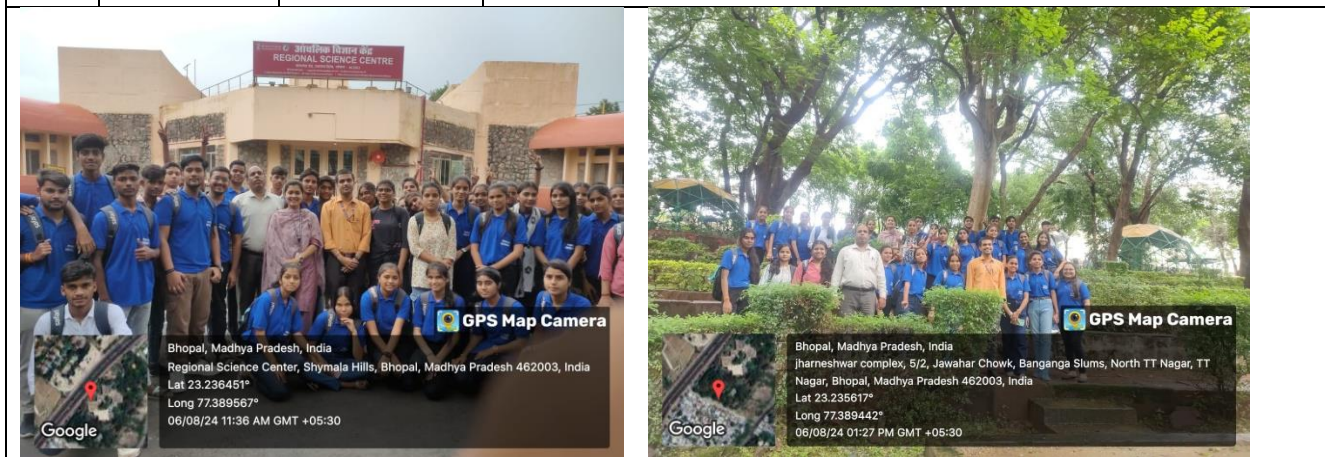 आंचलिक विज्ञान केंद्र
REGIONAL SCIENCE CENTRE
GPS Map Camera
Bhopal, Madhya Pradesh, India
Regional Science Center, Shymala Hills, Bhopal, Madhya Pradesh 462003, India
Lat 23.236451°
Long 77.389567°
06/08/24 11:36 AM GMT +05:30
Google
GPS Map Camera
Bhopal, Madhya Pradesh, India
jharneshwar complex, 5/2, Jawahar Chowk, Banganga Slums, North TT Nagar, TT
Nagar, Bhopal, Madhya Pradesh 462003, India
Lat 23.235617°
Long 77.389442°
06/08/24 01:27 PM GMT +05:30
Google